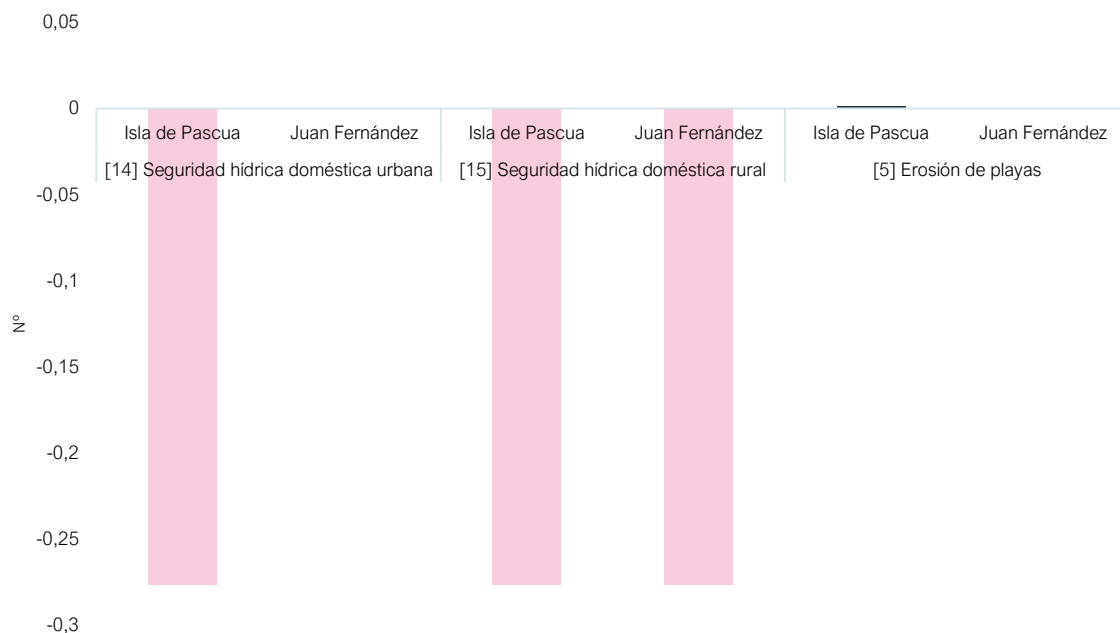 0,05
0
Isla de Pascua Juan Fernández Isla de Pascua Juan Fernández Isla de Pascua Juan Fernández
[14] Seguridad hídrica doméstica urbana [15] Seguridad hídrica doméstica rural [5] Erosión de playas
-0,05
-0,1
Nº
-0,15
-0,2
-0,25
-0,3